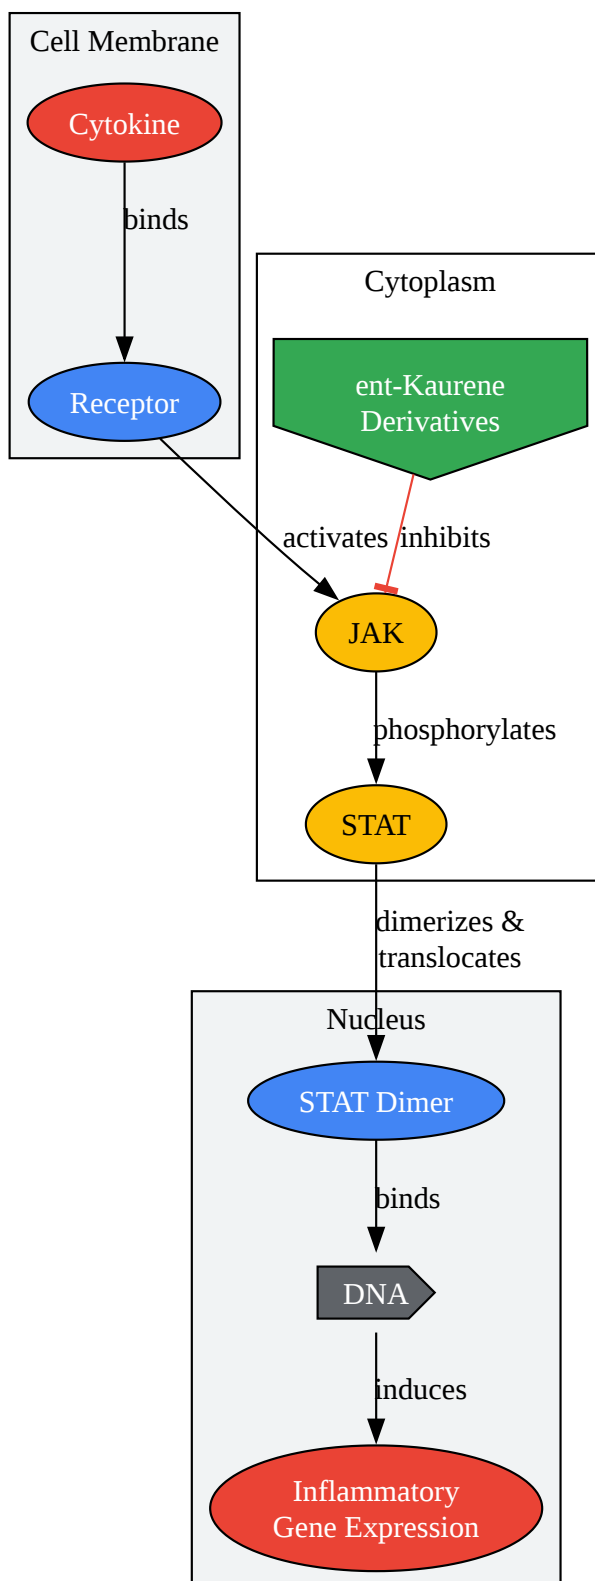 Cell Membrane
Cytokine
binds
Receptor
Cytoplasm
ent-Kaurene
Derivatives
activates
inhibits
JAK
phosphorylates
STAT
dimerizes &
translocates
Nucleus
STAT Dimer
binds
DNA
induces
Inflammatory
Gene Expression